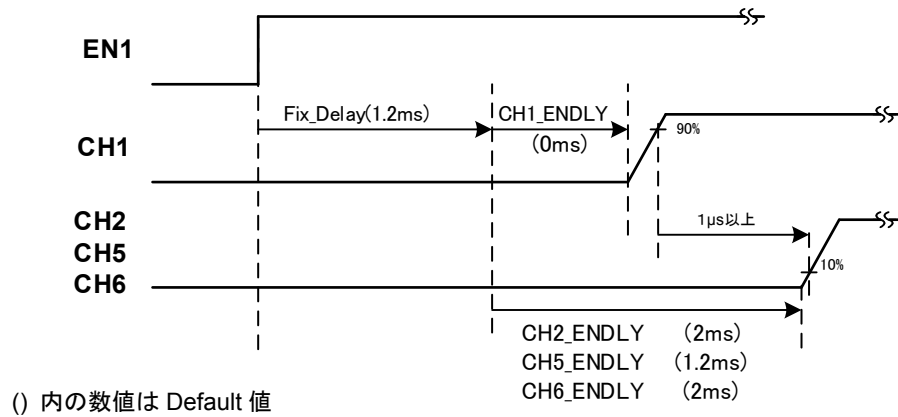 EN1
Fix_Delay(1.2ms)
CH1_ENDLY
(0ms)
CH1
90%
CH2
CH5
CH6
1μs以上
10%
CH2_ENDLY (2ms)
CH5_ENDLY (1.2ms)
CH6_ENDLY (2ms)
() 内の数値は Default 値